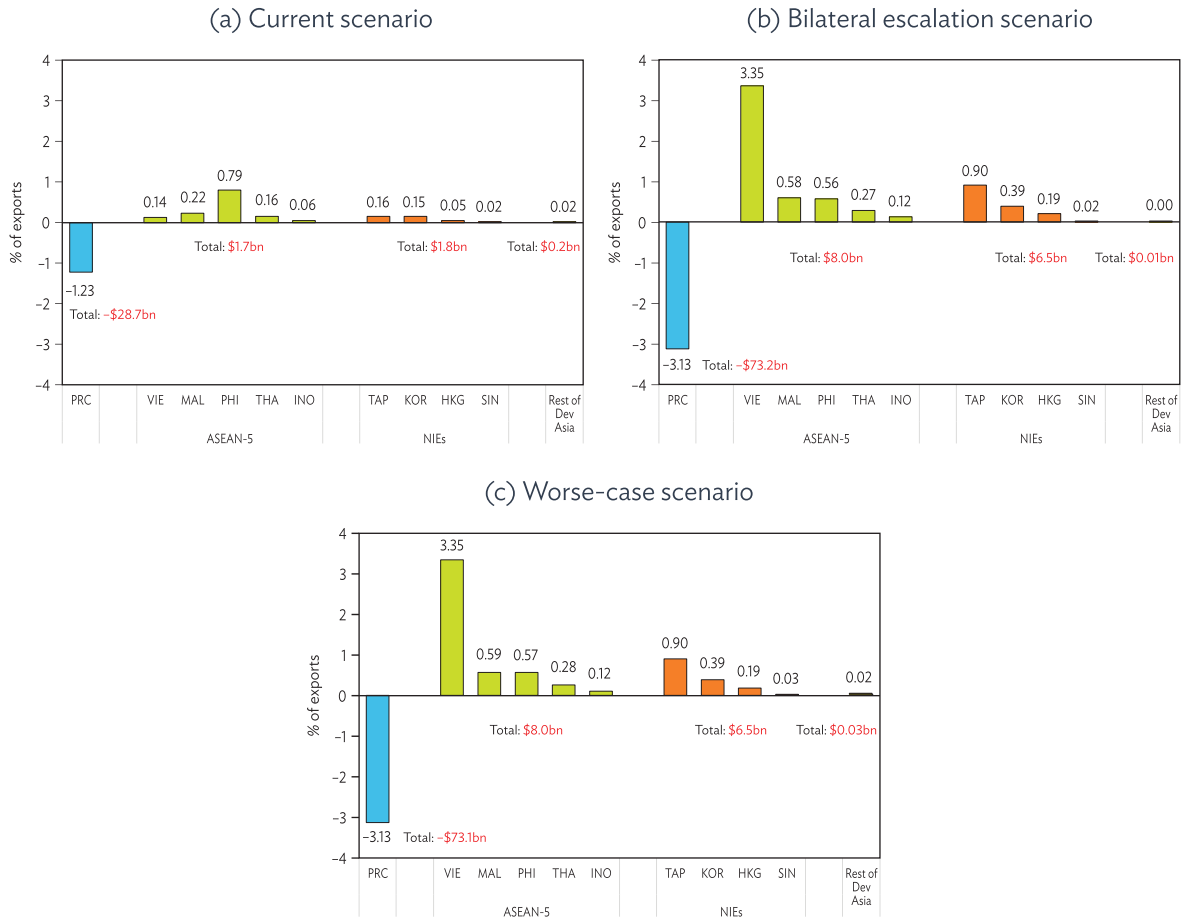 (a) Current scenario
% of exports
4
3
2
1
0
–1
–2
–3
–4
0.14
0.22
0.79
0.16
0.06
0.16
0.15
0.05
0.02
0.02
Total: $1.7bn
Total: $1.8bn
Total: $0.2bn
–1.23
Total: –$28.7bn
PRC
VIE
MAL
PHI
THA
INO
TAP
KOR
HKG
SIN
Rest of
Dev
Asia
ASEAN-5
NIEs
(b) Bilateral escalation scenario
% of exports
4
3
2
1
0
–1
–2
–3
–4
3.35
0.58
0.56
0.27
0.12
0.90
0.39
0.19
0.02
0.00
Total: $8.0bn
Total: $6.5bn
Total: $0.01bn
–3.13
Total: –$73.2bn
PRC
VIE
MAL
PHI
THA
INO
TAP
KOR
HKG
SIN
Rest of
Dev
Asia
ASEAN-5
NIEs
(c) Worse-case scenario
% of exports
4
3
2
1
0
–1
–2
–3
–4
3.35
0.59
0.57
0.28
0.12
0.90
0.39
0.19
0.03
0.02
Total: $8.0bn
Total: $6.5bn
Total: $0.03bn
–3.13
Total: –$73.1bn
PRC
VIE
MAL
PHI
THA
INO
TAP
KOR
HKG
SIN
Rest of
Dev
Asia
ASEAN-5
NIEs